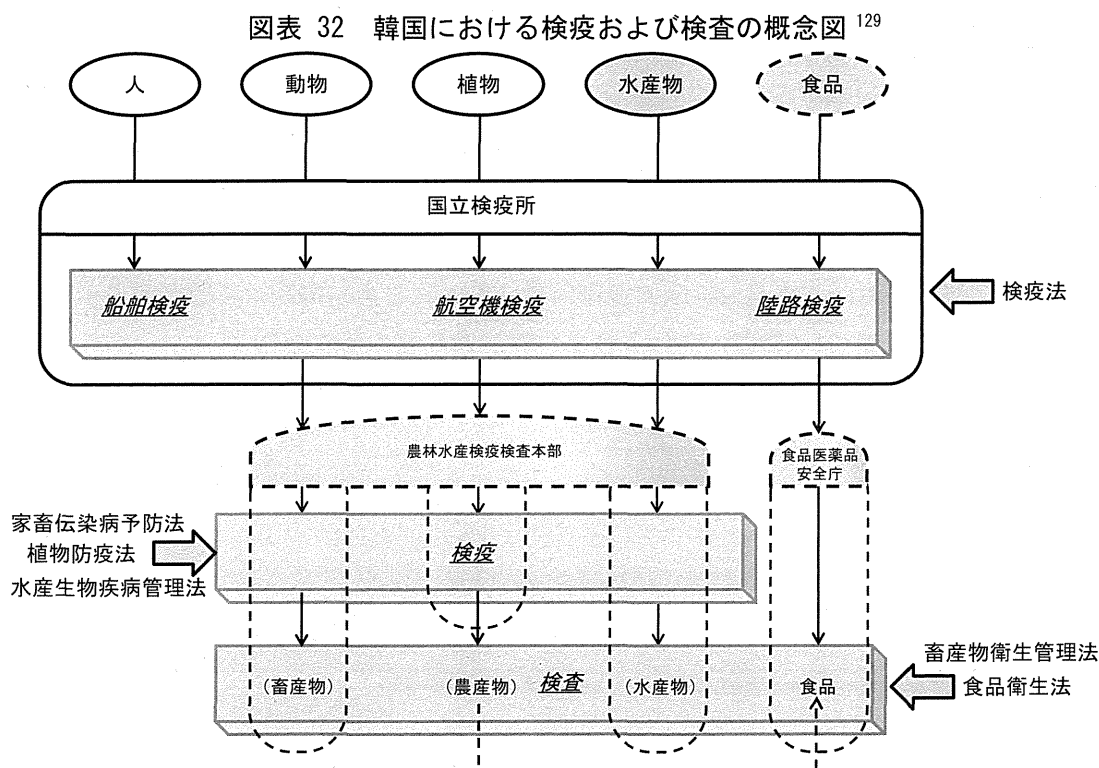 図表 32　韓国における検疫および検査の概念図 129
人
動物
植物
水産物
食品
国立検疫所
船舶検疫
航空機検疫
陸路検疫
検疫法
農林水産検疫検査本部
食品医薬品
安全庁
家畜伝染病予防法
植物防疫法
水産生物疾病管理法
検疫
(畜産物)
(農産物)
検査
(水産物)
食品
畜産物衛生管理法
食品衛生法